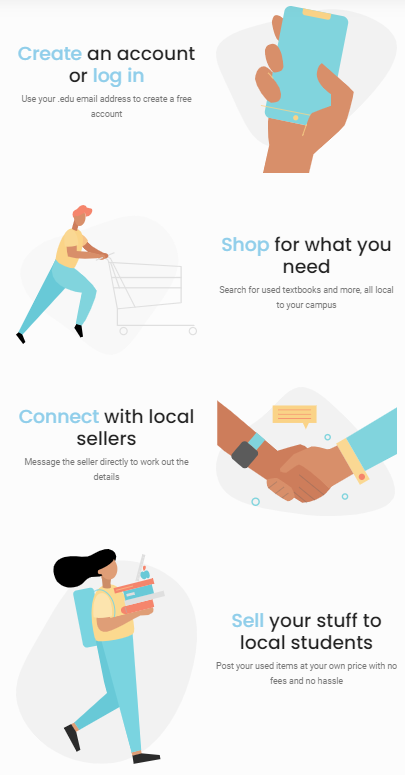 Create an account
or log in
Use your .edu email address to create a free
account
Shop for what you
need
Search for used textbooks and more, all local
to your campus
Connect with local
sellers
Message the seller directly to work out the
details
Sell your stuff to
local students
Post your used items at your own price with no
fees and no hassle